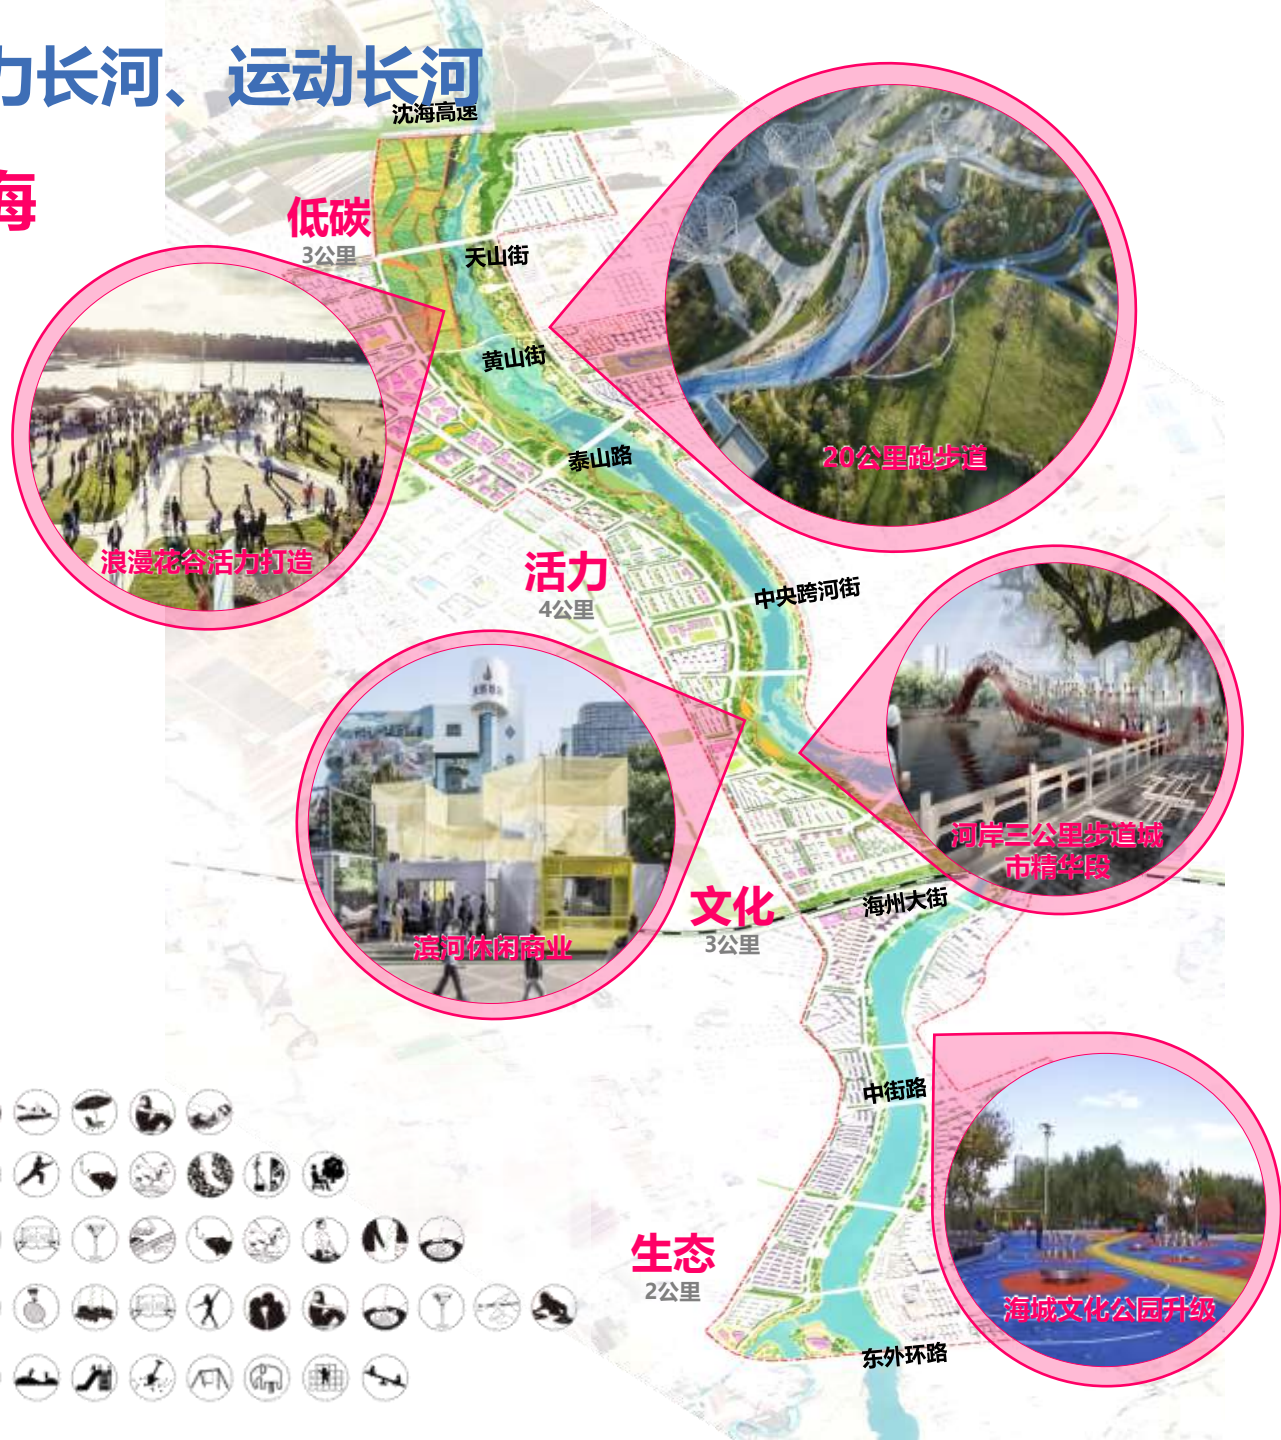 力长河、运动长河
沈海高速
海
低碳
3公里
天山街
黄山街
泰山路
20公里跑步道
浪漫花谷活力打造
活力
4公里
中央跨河街
河岸三公里步道城
市精华段
文化
3公里
海州大街
滨河休闲商业
中街路
生态
2公里
海城文化公园升级
东外环路